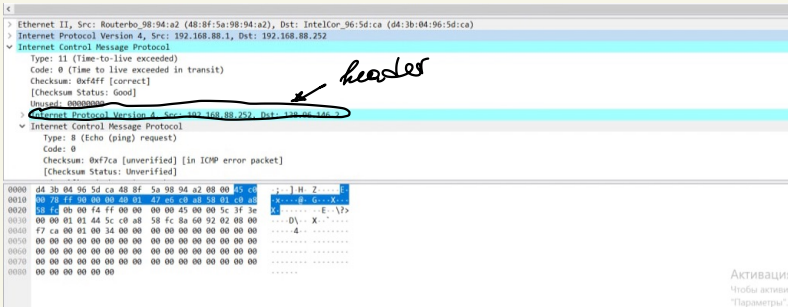 Ethernet II, Src: Routerbo_98:94:a2 (48:8f:5a:98:94:a2), Dst: IntelCor_96:5d:ca (d4:3b:04:96:5d:ca)
Internet Protocol Version 4, Src: 192.168.88.1, Dst: 192.168.88.252
Internet Control Message Protocol
Type: 11 (Time-to-live exceeded)
Code: 0 (Time to live exceeded in transit)
Checksum: 0xf4ff [correct]
[Checksum Status: Good]
header
Unused: 00000000
Internet Protocol Version 4, Src: 192.168.88.252, Dst: 138.96.146.2
Internet Control Message Protocol
Type: 8 (Echo (ping) request)
Code: 0
Checksum: 0xf7ca [unverified] [in ICMP error packet]
[Checksum Status: Unverified]
0000 d4 3b 04 96 5d ca 48 8f 5a 98 94 a2 08 00 45 c0 ·;··]·H· Z·····E·
0010 00 78 ff 90 00 00 40 01 47 e6 c0 a8 58 01 c0 a8 ·x····@· G···X···
0020 58 fc 0b 00 f4 ff 00 00 00 00 45 00 00 5c 3f 3e X······· ··E··\?>
0030 00 00 01 01 44 5c c0 a8 58 fc 8a 60 92 02 08 00 ····D\·· X··`····
0040 f7 ca 00 01 00 34 00 00 00 00 00 00 00 00 00 00 ·····4·· ········
0050 00 00 00 00 00 00 00 00 00 00 00 00 00 00 00 00 ········ ········
0060 00 00 00 00 00 00 00 00 00 00 00 00 00 00 00 00 ········ ········
0070 00 00 00 00 00 00 00 00 00 00 00 00 00 00 00 00 ········ ········
0080 00 00 00 00 00 00 ······
Активаци
Чтобы активи
"Параметры".